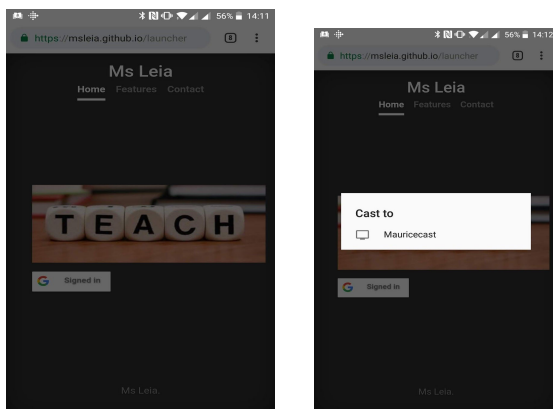 56% 14:11
https://msleia.github.io/launcher 8
Ms Leia
Home Features Contact
TEACH
G Signed in
Ms Leia
56% 14:12
https://msleia.github.io/launcher 8
Ms Leia
Home Features Contact
Cast to
Mauricecast
G Signed in
Ms Leia